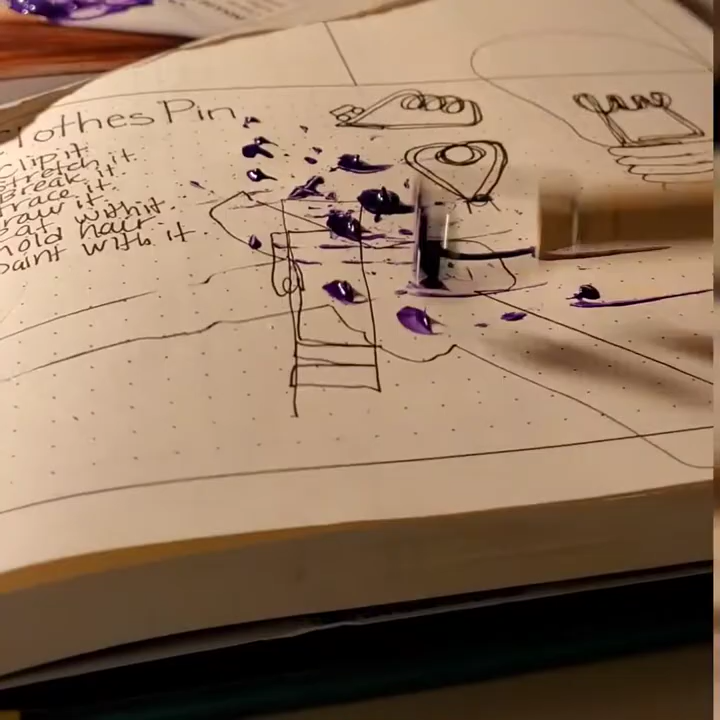 lothes Pin
Clip it
Stretch it
Break it
Trace it
raw it
at with it
hold hair
paint with it